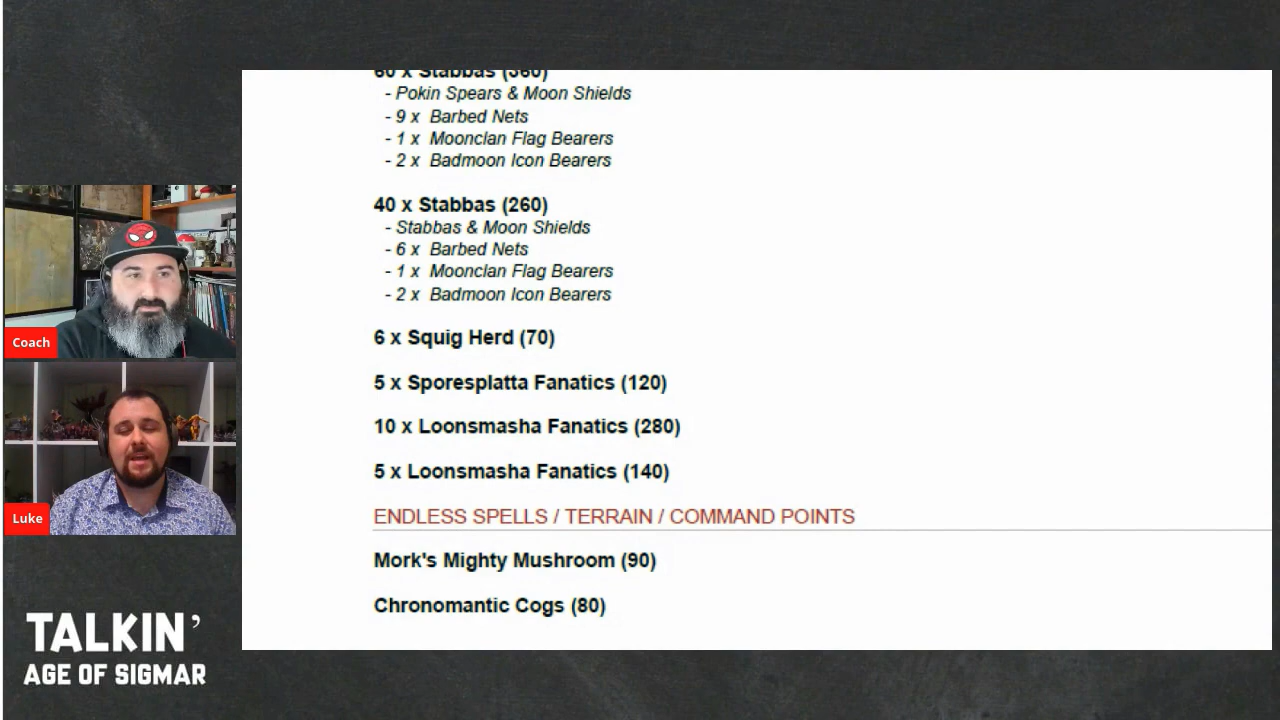 60 x Stabbas (360)
- Pokin Spears & Moon Shields
- 9 x Barbed Nets
- 1 x Moonclan Flag Bearers
- 2 x Badmoon Icon Bearers
40 x Stabbas (260)
- Stabbas & Moon Shields
- 6 x Barbed Nets
- 1 x Moonclan Flag Bearers
- 2 x Badmoon Icon Bearers
6 x Squig Herd (70)
5 x Sporesplatta Fanatics (120)
10 x Loonsmasha Fanatics (280)
5 x Loonsmasha Fanatics (140)
ENDLESS SPELLS / TERRAIN / COMMAND POINTS
Mork's Mighty Mushroom (90)
Chronomantic Cogs (80)
Coach
Luke
TALKIN'
AGE OF SIGMAR